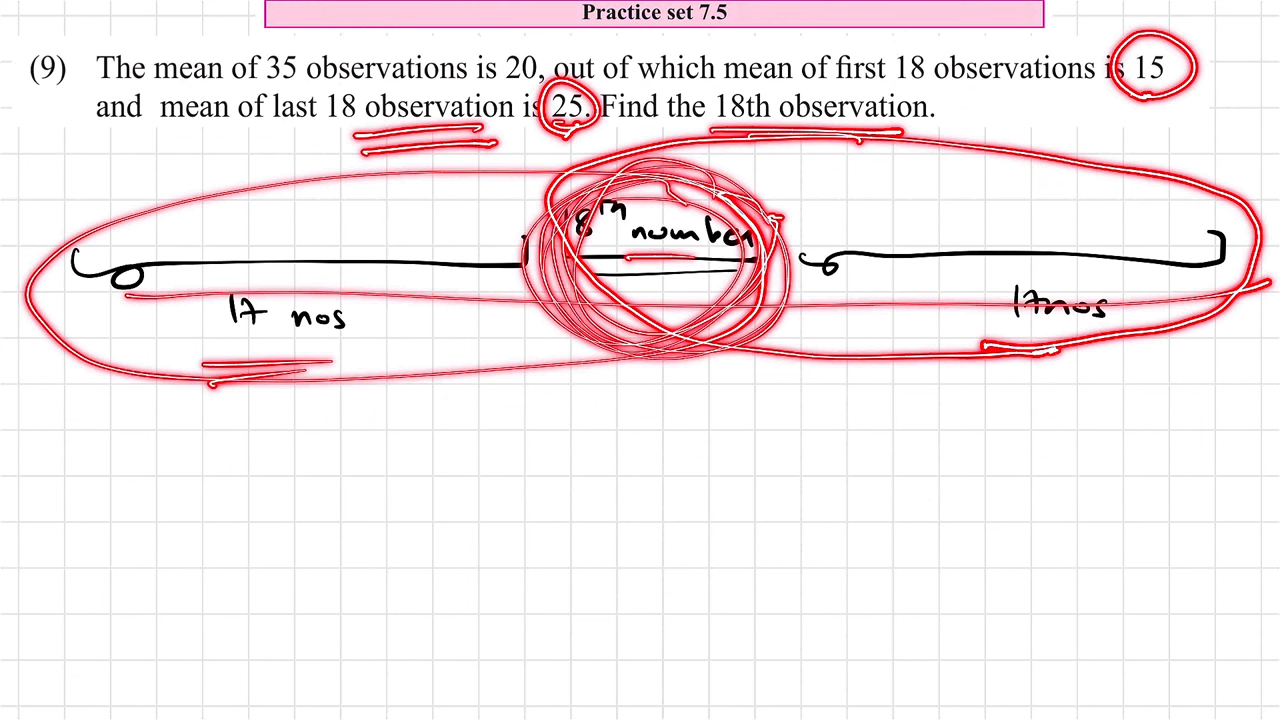 Practice set 7.5
(9) The mean of 35 observations is 20, out of which mean of first 18 observations is 15
and mean of last 18 observation is 25. Find the 18th observation.
18th number
17 nos
17nos